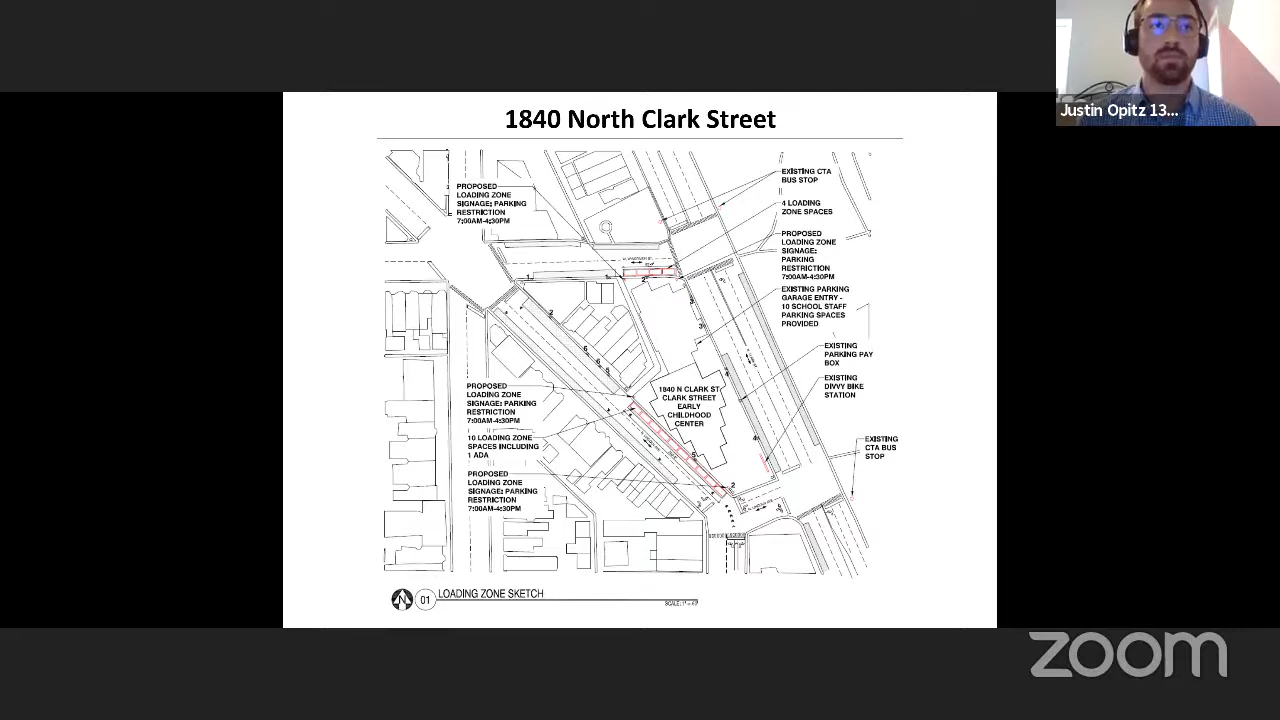 Justin Opitz 13...
1840 North Clark Street
PROPOSED
LOADING ZONE
SIGNAGE; PARKING
RESTRICTION
7:00AM-4:30PM
EXISTING CTA
BUS STOP
4 LOADING
ZONE SPACES
PROPOSED
LOADING ZONE
SIGNAGE:
PARKING
RESTRICTION
7:00AM-4:30PM
EXISTING PARKING
GARAGE ENTRY -
10 SCHOOL STAFF
PARKING SPACES
PROVIDED
EXISTING
PARKING PAY
BOX
EXISTING
DIVVY BIKE
STATION
1840 N CLARK ST
CLARK STREET
EARLY
CHILDHOOD
CENTER
PROPOSED
LOADING ZONE
SIGNAGE: PARKING
RESTRICTION
7:00AM-4:30PM
10 LOADING ZONE
SPACES INCLUDING
1 ADA
PROPOSED
LOADING ZONE
SIGNAGE: PARKING
RESTRICTION
7:00AM-4:30PM
EXISTING
CTA BUS
STOP
N
01
LOADING ZONE SKETCH
zoom